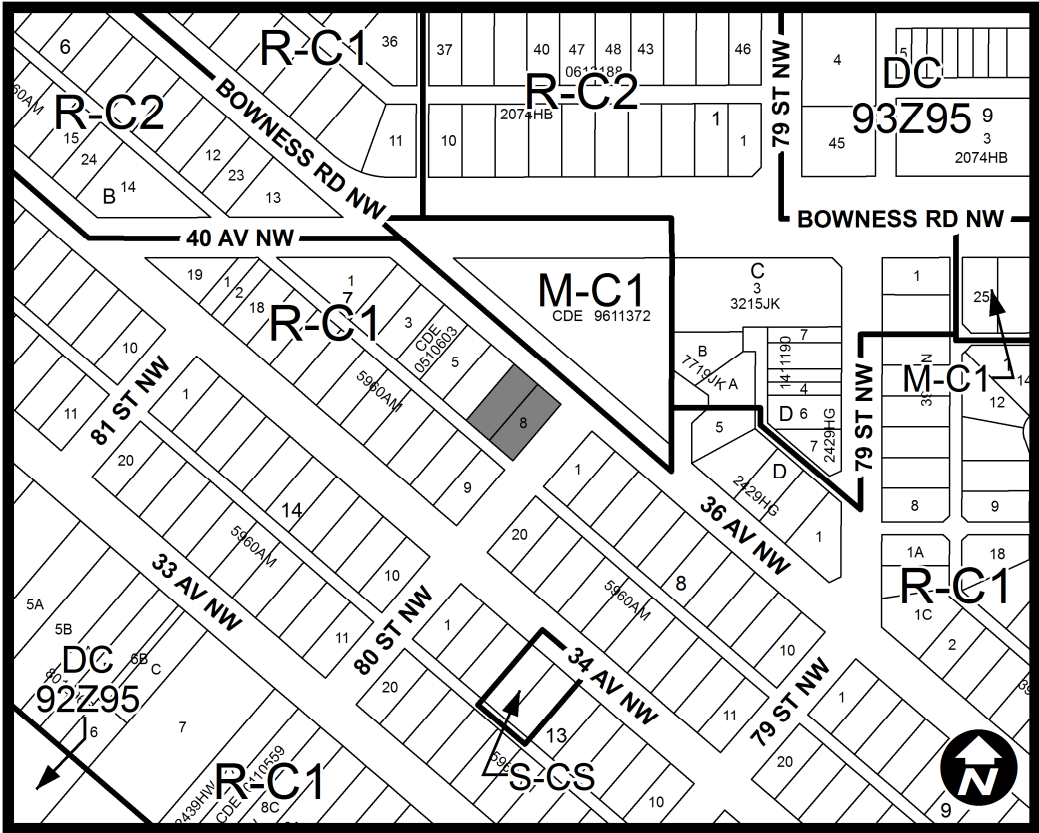 6
R-C1
36
37
40
47
48
43
46
79 ST NW
4
5
DC
93Z95
R-C2
R-C2
2074HB
1
9
3
2074HB
45
15
24
12
23
13
B
14
BOWNESS RD NW
11
10
1
BOWNESS RD NW
40 AV NW
19
1
2
18
1
7
3
R-C1
CDE
0510603
5
5960AM
8
9
M-C1
CDE 9611372
C
3
3215JK
1
25
B
7719JK
A
7
1411190
4
D
6
7
2429HG
5
D
2429HG
1
79 ST NW
M-C1
1
14
12
8
9
10
11
81 ST NW
1
20
14
5960AM
10
11
33 AV NW
1
20
36 AV NW
8
5960AM
10
11
1A
18
R-C1
1C
2
5A
5B
DC
92Z95
6B
C
6
7
80 ST NW
1
20
34 AV NW
13
S-CS
10
79 ST NW
1
20
9
R-C1
2439HW
CDE 0110559
8C
N